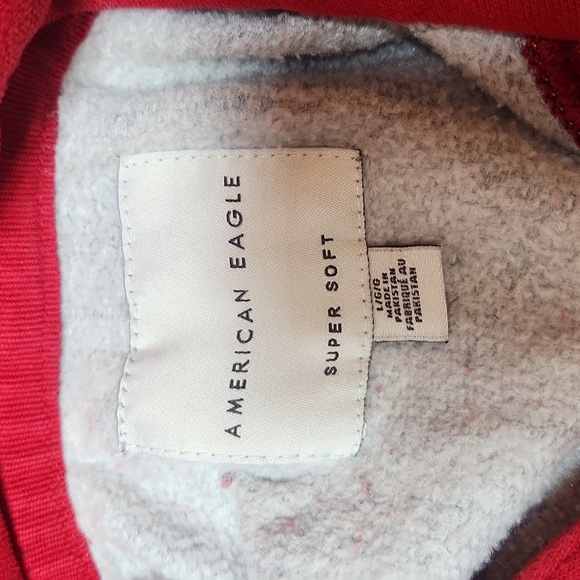 AMERICAN EAGLE
SUPER SOFT
L/G/G
MADE IN
PAKISTAN
FABRIQUÉ AU
PAKISTAN